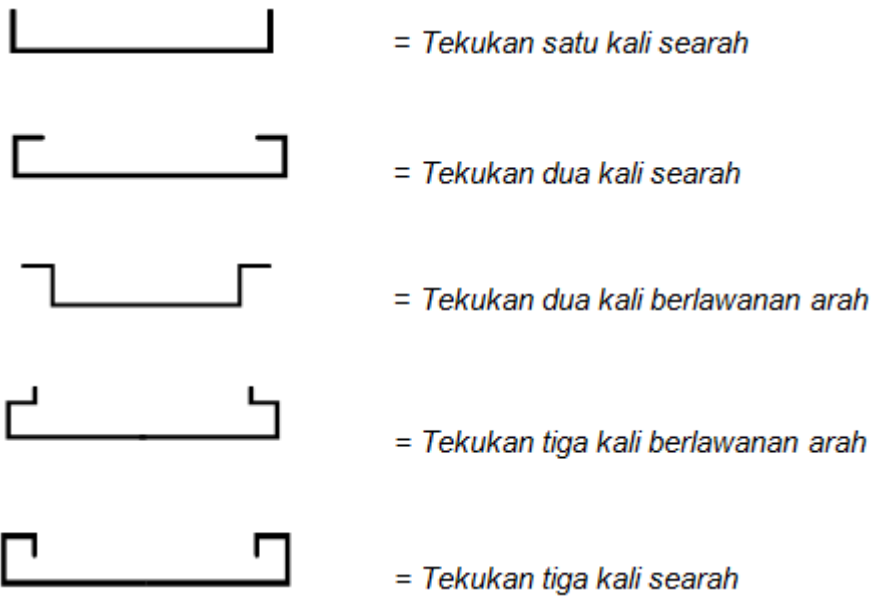 = Tekukan satu kali searah
= Tekukan dua kali searah
= Tekukan dua kali berlawanan arah
= Tekukan tiga kali berlawanan arah
= Tekukan tiga kali searah